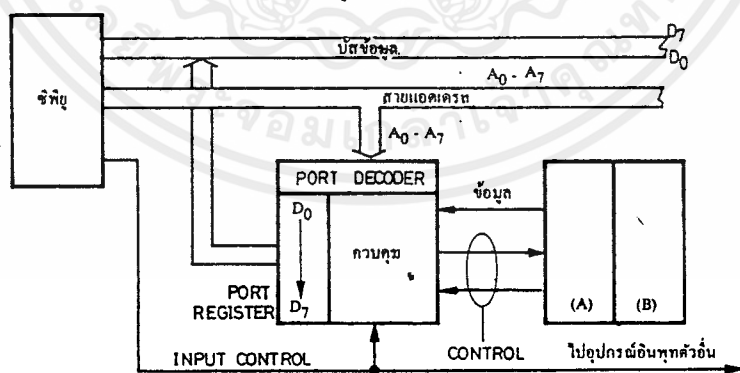 ซีพียู
บัสข้อมูล
D7
D0
A0 - A7
สายแอดเดรส
A0 - A7
PORT DECODER
D0
D7
ควบคุม
PORT
REGISTER
ข้อมูล
(A)
(B)
INPUT CONTROL
CONTROL
ไปอุปกรณ์อินพุทตัวอื่น